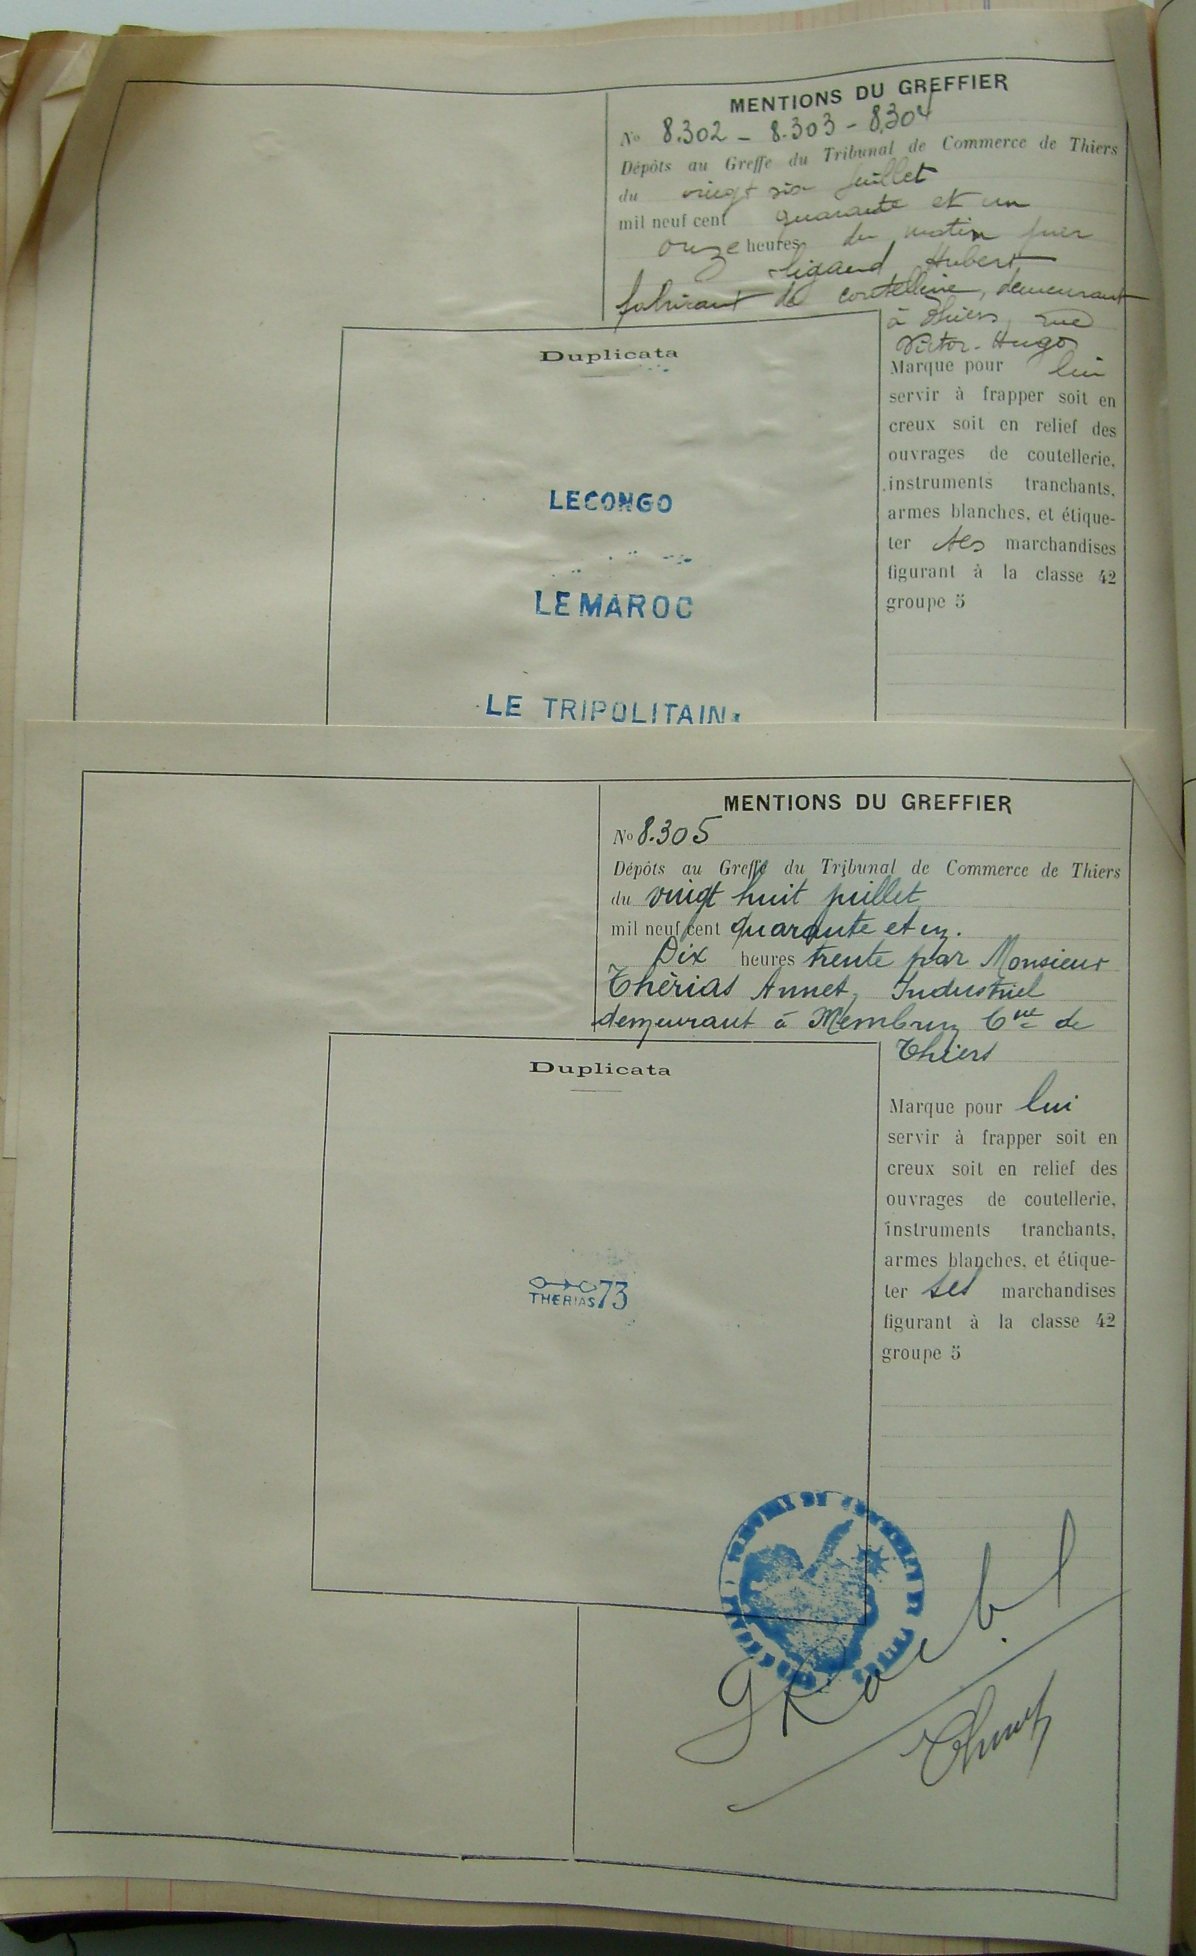 MENTIONS DU GREFFIER
No 8.302 - 8.303 - 8.304
Dépôts au Greffe du Tribunal de Commerce de Thiers
du vingt six juillet
mil neuf cent quarante et un
onze heures du matin par
Hubert
fabricant de coutellerie, demeurant
à Thiers, rue
Victor-Hugo
Duplicata
Marque pour lui
servir à frapper soit en
creux soit en relief des
ouvrages de coutellerie,
instruments tranchants,
armes blanches, et étique-
ter ses marchandises
figurant à la classe 42
groupe 5
LECONGO
LE MAROC
LE TRIPOLITAIN
MENTIONS DU GREFFIER
No 8.305
Dépôts au Greffe du Tribunal de Commerce de Thiers
du vingt huit juillet
mil neuf cent quarante et un.
Dix heures trente par Monsieur
Thérias Annet, Industriel
demeurant à Membrun Cne de
Thiers
Duplicata
Marque pour lui
servir à frapper soit en
creux soit en relief des
ouvrages de coutellerie,
instruments tranchants,
armes blanches, et étique-
ter ses marchandises
figurant à la classe 42
groupe 5
THERIAS 73